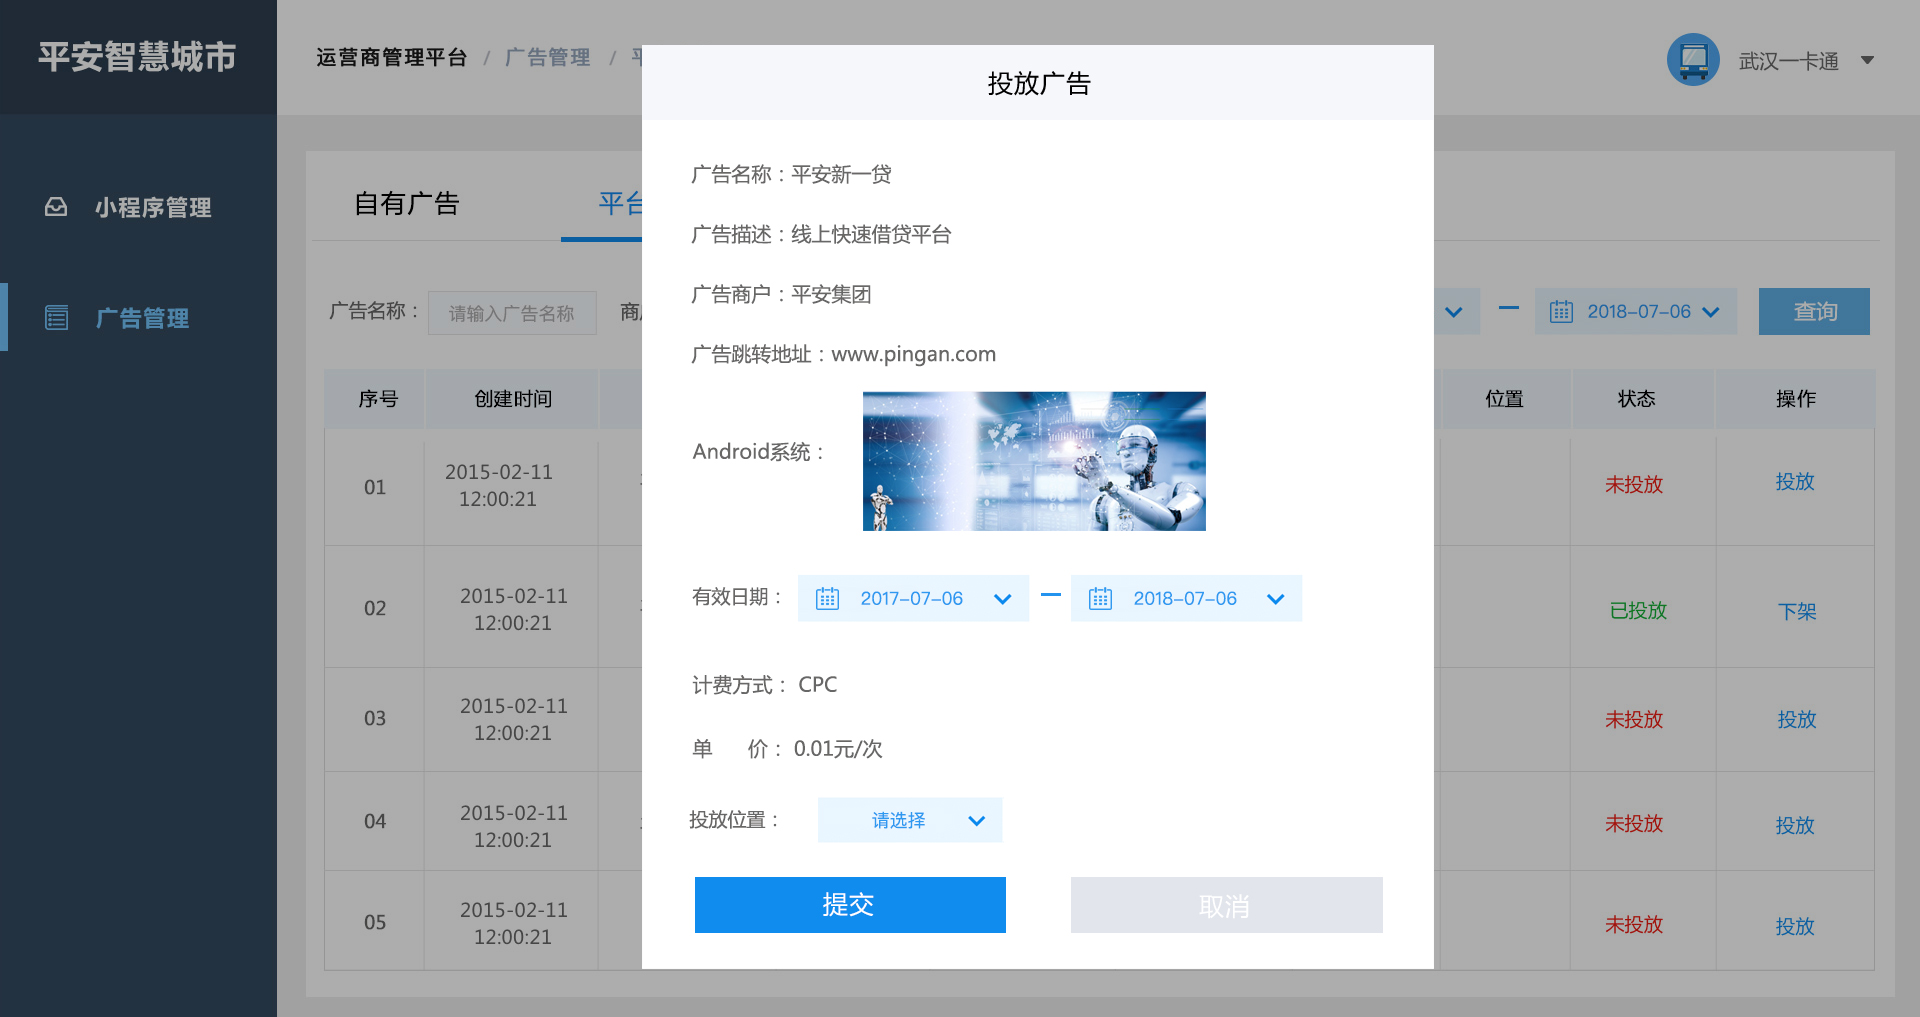 平安智慧城市
小程序管理
广告管理
运营商管理平台 / 广告管理 /
武汉一卡通
自有广告
平台
广告名称：
请输入广告名称
2018-07-06
查询
序号 创建时间 位置 状态 操作
01 2015-02-11 12:00:21 未投放 投放
02 2015-02-11 12:00:21 已投放 下架
03 2015-02-11 12:00:21 未投放 投放
04 2015-02-11 12:00:21 未投放 投放
05 2015-02-11 12:00:21 未投放 投放
投放广告
广告名称：平安新一贷
广告描述：线上快速借贷平台
广告商户：平安集团
广告跳转地址：www.pingan.com
Android系统：
有效日期： 2017-07-06 — 2018-07-06
计费方式： CPC
单 价： 0.01元/次
投放位置： 请选择
提交 取消